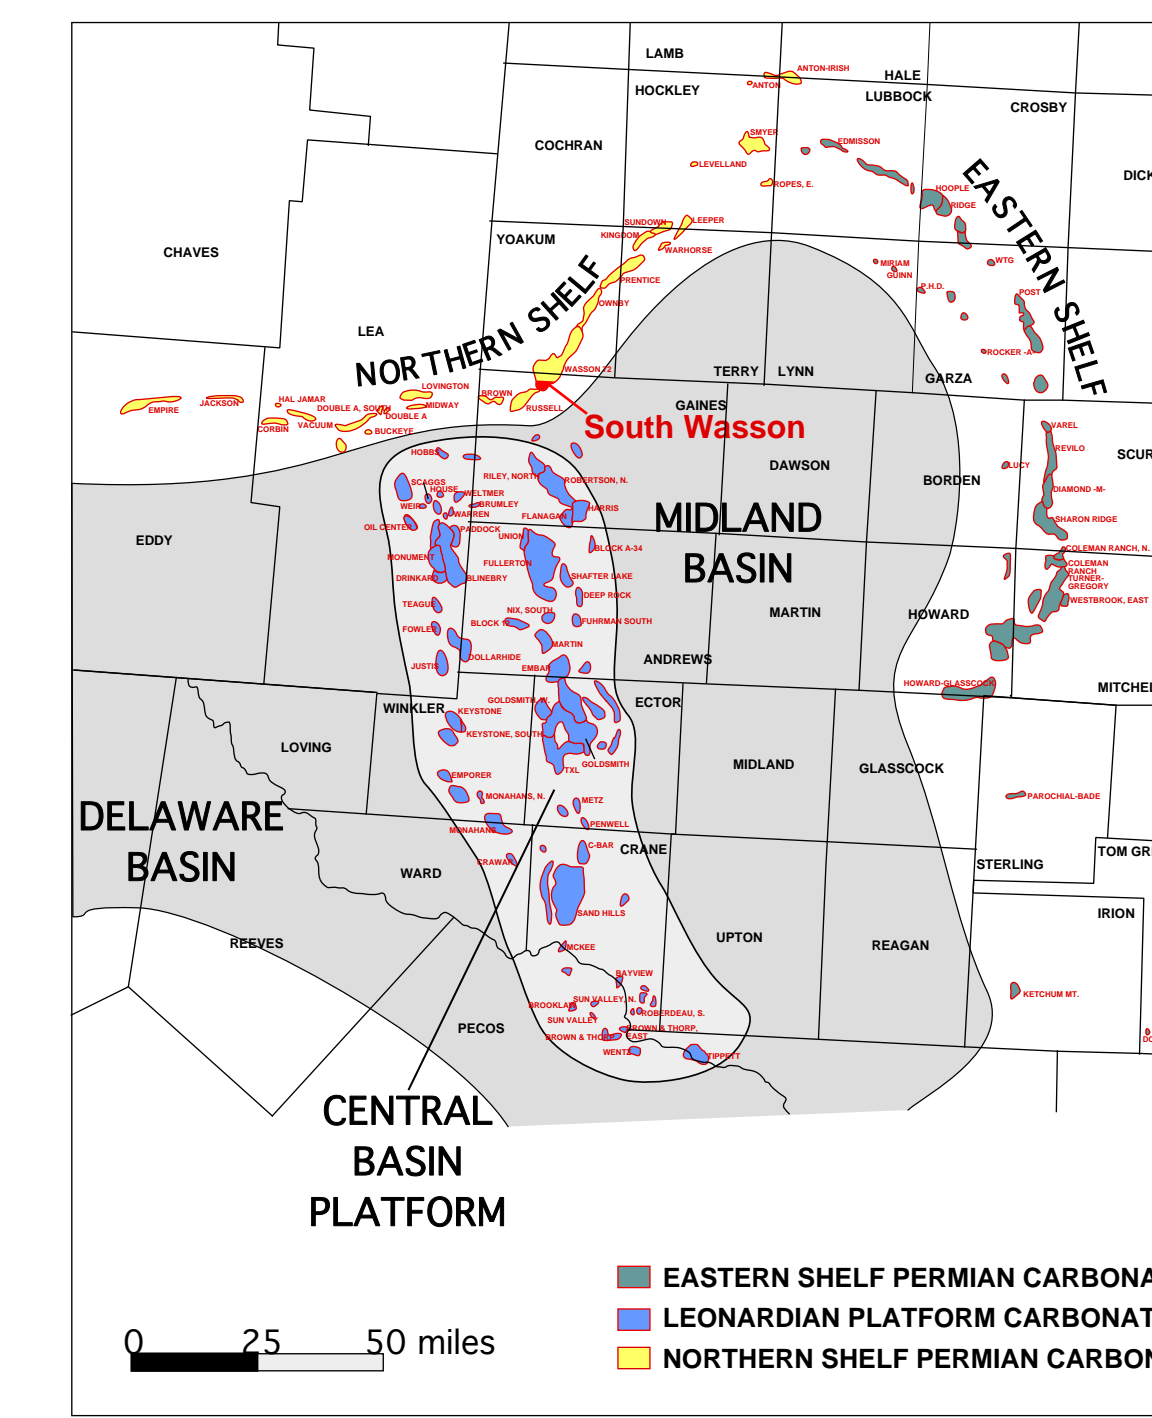 LAMB
ANTON-IRISH
HALE
ANTON
HOCKLEY
LUBBOCK
CROSBY
SMYER
EDMISSON
COCHRAN
LEVELLAND
DICK
ROPES, E.
HOOPLE
RIDGE
EASTERN SHELF
SUNDOWN
LEEPER
KINGDOM
YOAKUM
WARHORSE
CHAVES
MIRIAM
GUINN
WTG
PRENTICE
P.H.D.
POST
OWNBY
NORTHERN SHELF
LEA
ROCKER -A-
WASSON 72
TERRY
LYNN
GARZA
LOVINGTON
BROWN
HAL JAMAR
JACKSON
EMPIRE
DOUBLE A, SOUTH
MIDWAY
DOUBLE A
RUSSELL
GAINES
South Wasson
CORBIN
VACUUM
BUCKEYE
VAREL
HOBBS
REVILO
SCUR
DAWSON
LUCY
RILEY, NORTH
ROBERTSON, N.
BORDEN
SCAGGS
HOUSE
WELTMER
DIAMOND -M-
WEIR
BRUMLEY
HARRIS
WARREN
FLANAGAN
MIDLAND
BASIN
SHARON RIDGE
OIL CENTER
PADDOCK
UNION
EDDY
BLOCK A-34
COLEMAN RANCH, N.
MONUMENT
FULLERTON
COLEMAN
RANCH
DRINKARD
BLINEBRY
SHAFTER LAKE
TURNER-
GREGORY
DEEP ROCK
WESTBROOK, EAST
TEAGUE
NIX, SOUTH
MARTIN
HOWARD
BLOCK 12
FUHRMAN SOUTH
FOWLER
MARTIN
DOLLARHIDE
ANDREWS
JUSTIS
EMBAR
HOWARD-GLASSCOCK
MITCHEL
GOLDSMITH, W.
ECTOR
WINKLER
KEYSTONE
KEYSTONE, SOUTH
LOVING
GOLDSMITH
MIDLAND
GLASSCOCK
TXL
EMPORER
MONAHANS, N.
METZ
PAROCHIAL-BADE
DELAWARE
BASIN
MONAHANS
PENWELL
C-BAR
CRANE
TOM GR
CRAWAR
STERLING
WARD
SAND HILLS
IRION
REEVES
MCKEE
UPTON
REAGAN
BAYVIEW
BROOKLAW
SUN VALLEY, N.
KETCHUM MT.
SUN VALLEY
ROBERDEAU, S.
PECOS
BROWN & THORP
BROWN & THORP,
EAST
DO
WENTZ
TIPPETT
CENTRAL
BASIN
PLATFORM
EASTERN SHELF PERMIAN CARBONA
LEONARDIAN PLATFORM CARBONAT
NORTHERN SHELF PERMIAN CARBON
0 25 50 miles